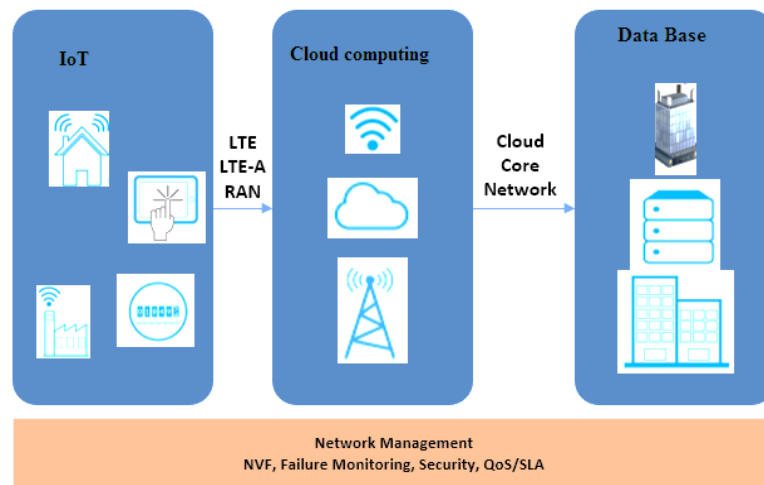 IoT
Cloud computing
Data Base
LTE
LTE-A
RAN
Cloud
Core
Network
Network Management
NVF, Failure Monitoring, Security, QoS/SLA